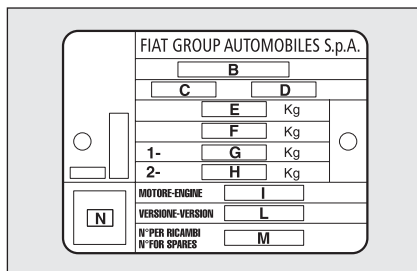 FIAT GROUP AUTOMOBILES S.p.A.
B
C D
E Kg
F Kg
1- G Kg
2- H Kg
MOTORE-ENGINE I
VERSIONE-VERSION L
N
N° PER RICAMBI
N° FOR SPARES M